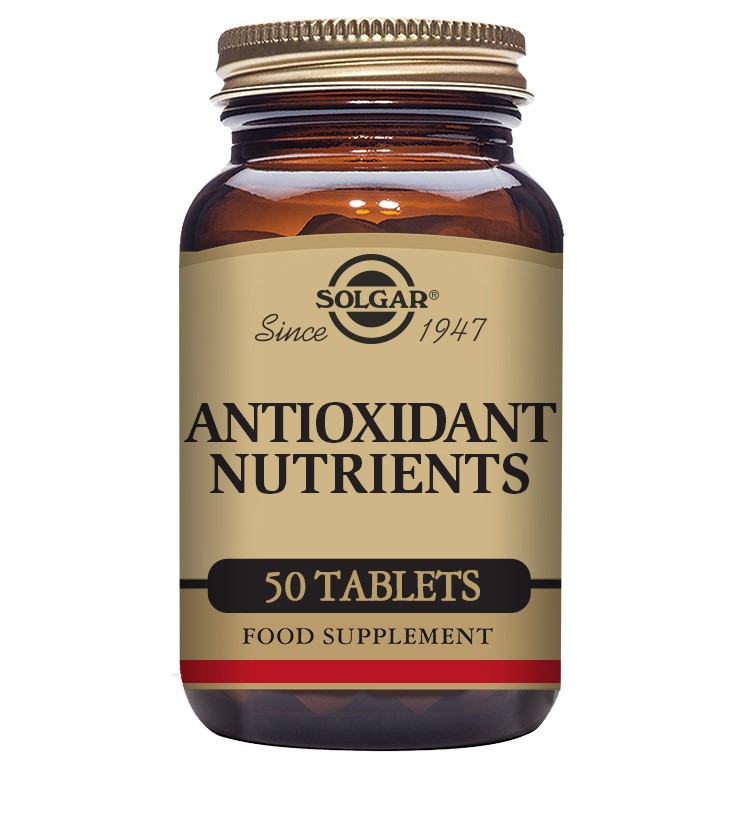 SOLGAR®
Since 1947
ANTIOXIDANT
NUTRIENTS
50 TABLETS
FOOD SUPPLEMENT